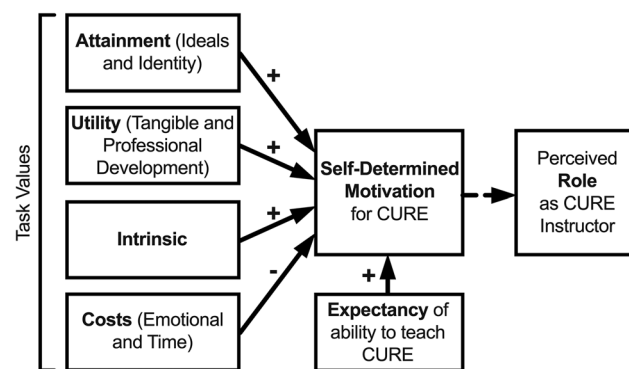 Task Values
Attainment (Ideals
and Identity)
+
Utility (Tangible and
Professional
Development)
+
Intrinsic
+
Costs (Emotional
and Time)
-
Self-Determined
Motivation
for CURE
+
Expectancy of
ability to teach
CURE
Perceived
Role
as CURE
Instructor